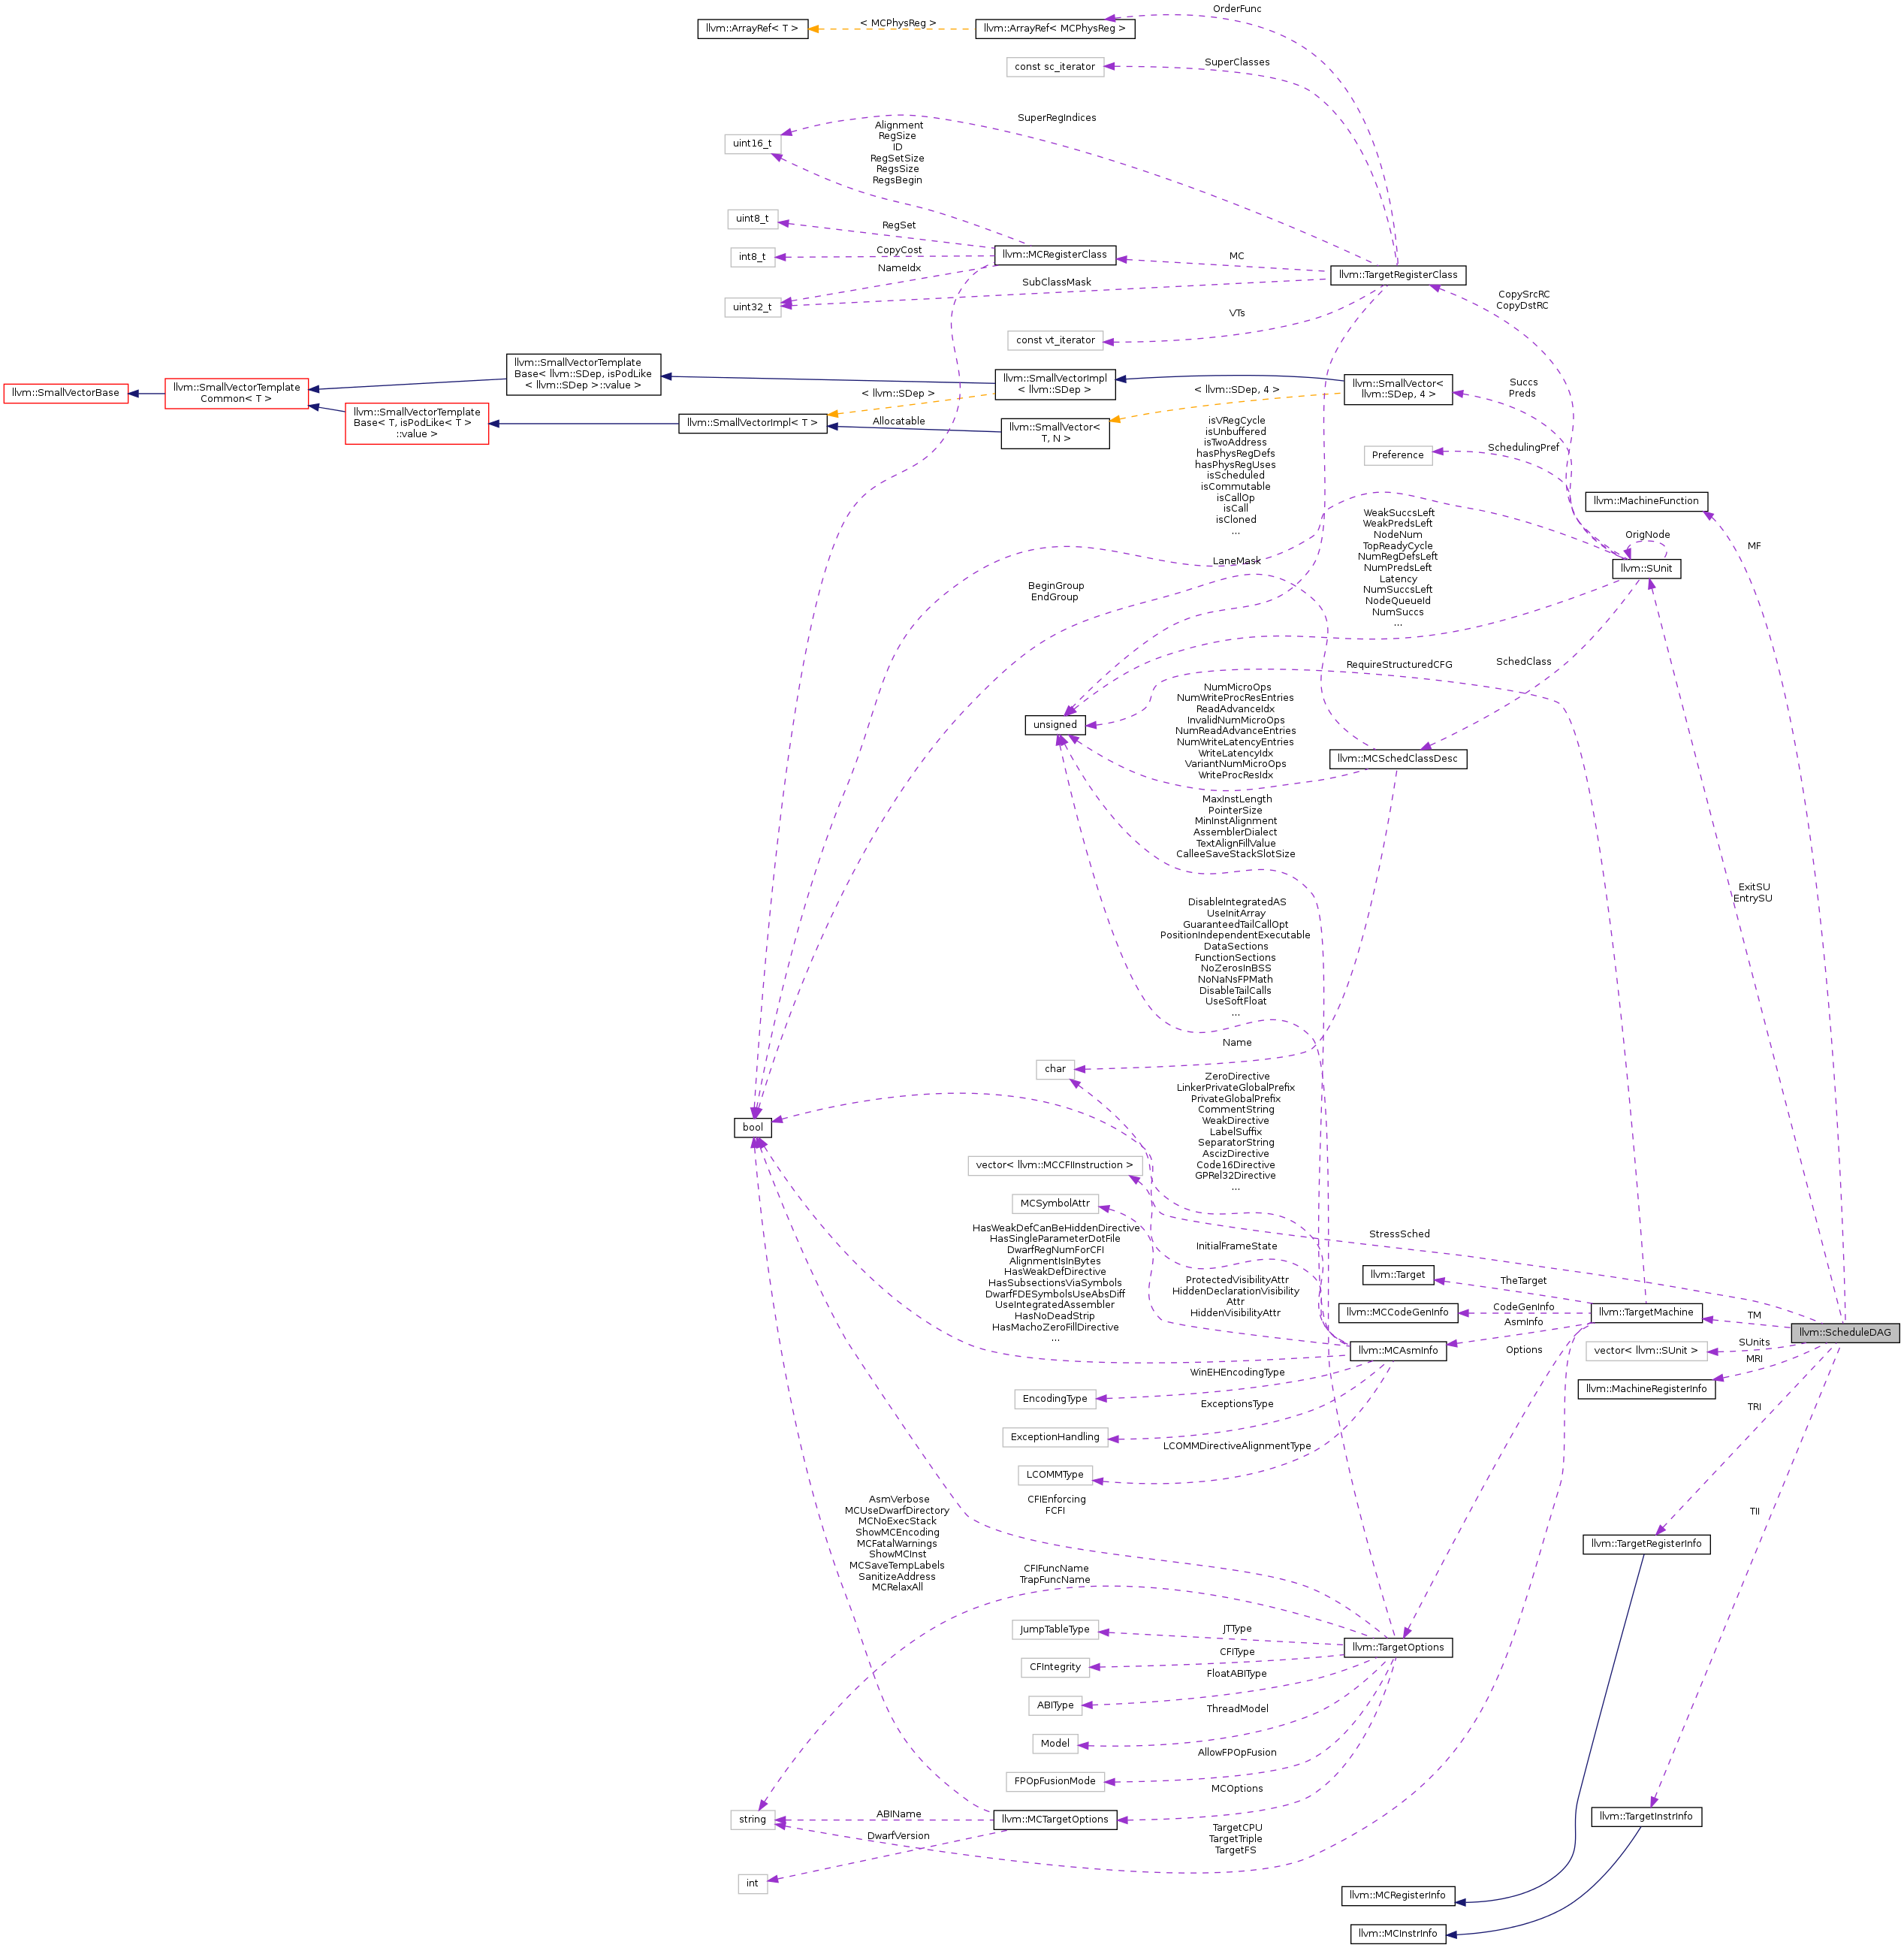 OrderFunc
llvm::ArrayRef< T >
< MCPhysReg >
llvm::ArrayRef< MCPhysReg >
SuperClasses
const sc_iterator
SuperRegIndices
uint16_t
Alignment
RegSize
ID
RegSetSize
RegsSize
RegsBegin
uint8_t
RegSet
CopyCost
int8_t
NameIdx
uint32_t
llvm::MCRegisterClass
MC
SubClassMask
llvm::TargetRegisterClass
VTs
const vt_iterator
CopySrcRC
CopyDstRC
llvm::SmallVectorBase
llvm::SmallVectorTemplate
Common< T >
llvm::SmallVectorTemplate
Base< llvm::SDep, isPodLike
< llvm::SDep >::value >
llvm::SmallVectorTemplate
Base< T, isPodLike< T >
::value >
llvm::SmallVectorImpl
< llvm::SDep >
< llvm::SDep >
llvm::SmallVectorImpl< T >
Allocatable
llvm::SmallVector<
T, N >
< llvm::SDep, 4 >
llvm::SmallVector<
llvm::SDep, 4 >
Succs
Preds
isVRegCycle
isUnbuffered
isTwoAddress
hasPhysRegDefs
hasPhysRegUses
isScheduled
isCommutable
isCallOp
isCall
isCloned
...
Preference
SchedulingPref
llvm::MachineFunction
MF
WeakSuccsLeft
WeakPredsLeft
NodeNum
TopReadyCycle
NumRegDefsLeft
NumPredsLeft
Latency
NumSuccsLeft
NodeQueueId
NumSuccs
...
OrigNode
llvm::SUnit
LaneMask
BeginGroup
EndGroup
SchedClass
RequireStructuredCFG
unsigned
NumMicroOps
NumWriteProcResEntries
ReadAdvanceIdx
InvalidNumMicroOps
NumReadAdvanceEntries
NumWriteLatencyEntries
WriteLatencyIdx
VariantNumMicroOps
WriteProcResIdx
llvm::MCSchedClassDesc
MaxInstLength
PointerSize
MinInstAlignment
AssemblerDialect
TextAlignFillValue
CalleeSaveStackSlotSize
ExitSU
EntrySU
DisableIntegratedAS
UseInitArray
GuaranteedTailCallOpt
PositionIndependentExecutable
DataSections
FunctionSections
NoZerosInBSS
NoNaNsFPMath
DisableTailCalls
UseSoftFloat
...
Name
char
bool
ZeroDirective
LinkerPrivateGlobalPrefix
PrivateGlobalPrefix
CommentString
WeakDirective
LabelSuffix
SeparatorString
AscizDirective
Code16Directive
GPRel32Directive
...
vector< llvm::MCCFIInstruction >
MCSymbolAttr
HasWeakDefCanBeHiddenDirective
HasSingleParameterDotFile
DwarfRegNumForCFI
AlignmentIsInBytes
HasWeakDefDirective
HasSubsectionsViaSymbols
DwarfFDESymbolsUseAbsDiff
UseIntegratedAssembler
HasNoDeadStrip
HasMachoZeroFillDirective
...
InitialFrameState
StressSched
ProtectedVisibilityAttr
HiddenDeclarationVisibility
Attr
HiddenVisibilityAttr
llvm::Target
TheTarget
llvm::MCCodeGenInfo
CodeGenInfo
AsmInfo
llvm::TargetMachine
TM
llvm::ScheduleDAG
llvm::MCAsmInfo
Options
vector< llvm::SUnit >
SUnits
MRI
llvm::MachineRegisterInfo
WinEHEncodingType
EncodingType
ExceptionsType
ExceptionHandling
LCOMMDirectiveAlignmentType
LCOMMType
TRI
TII
AsmVerbose
MCUseDwarfDirectory
MCNoExecStack
ShowMCEncoding
MCFatalWarnings
ShowMCInst
MCSaveTempLabels
SanitizeAddress
MCRelaxAll
CFIEnforcing
FCFI
llvm::TargetRegisterInfo
CFIFuncName
TrapFuncName
JumpTableType
JTType
CFIntegrity
CFIType
llvm::TargetOptions
ABIType
FloatABIType
Model
ThreadModel
FPOpFusionMode
AllowFPOpFusion
MCOptions
string
ABIName
llvm::MCTargetOptions
DwarfVersion
TargetCPU
TargetTriple
TargetFS
llvm::TargetInstrInfo
int
llvm::MCRegisterInfo
llvm::MCInstrInfo